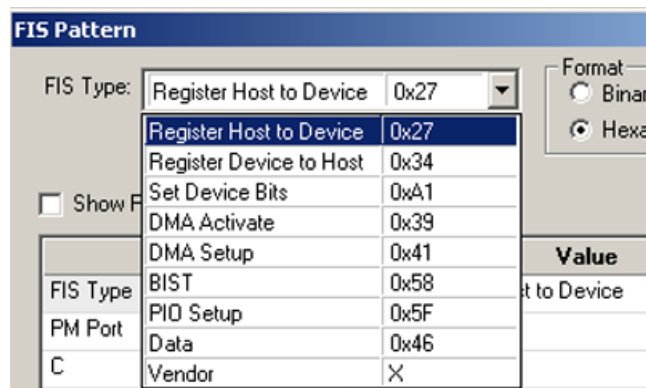 FIS Pattern
FIS Type: Register Host to Device 0x27
Format
Binar
Hexa
Register Host to Device 0x27
Register Device to Host 0x34
Set Device Bits 0xA1
DMA Activate 0x39
DMA Setup 0x41
BIST 0x58
PIO Setup 0x5F
Data 0x46
Vendor X
Show F
Value
FIS Type t to Device
PM Port
C